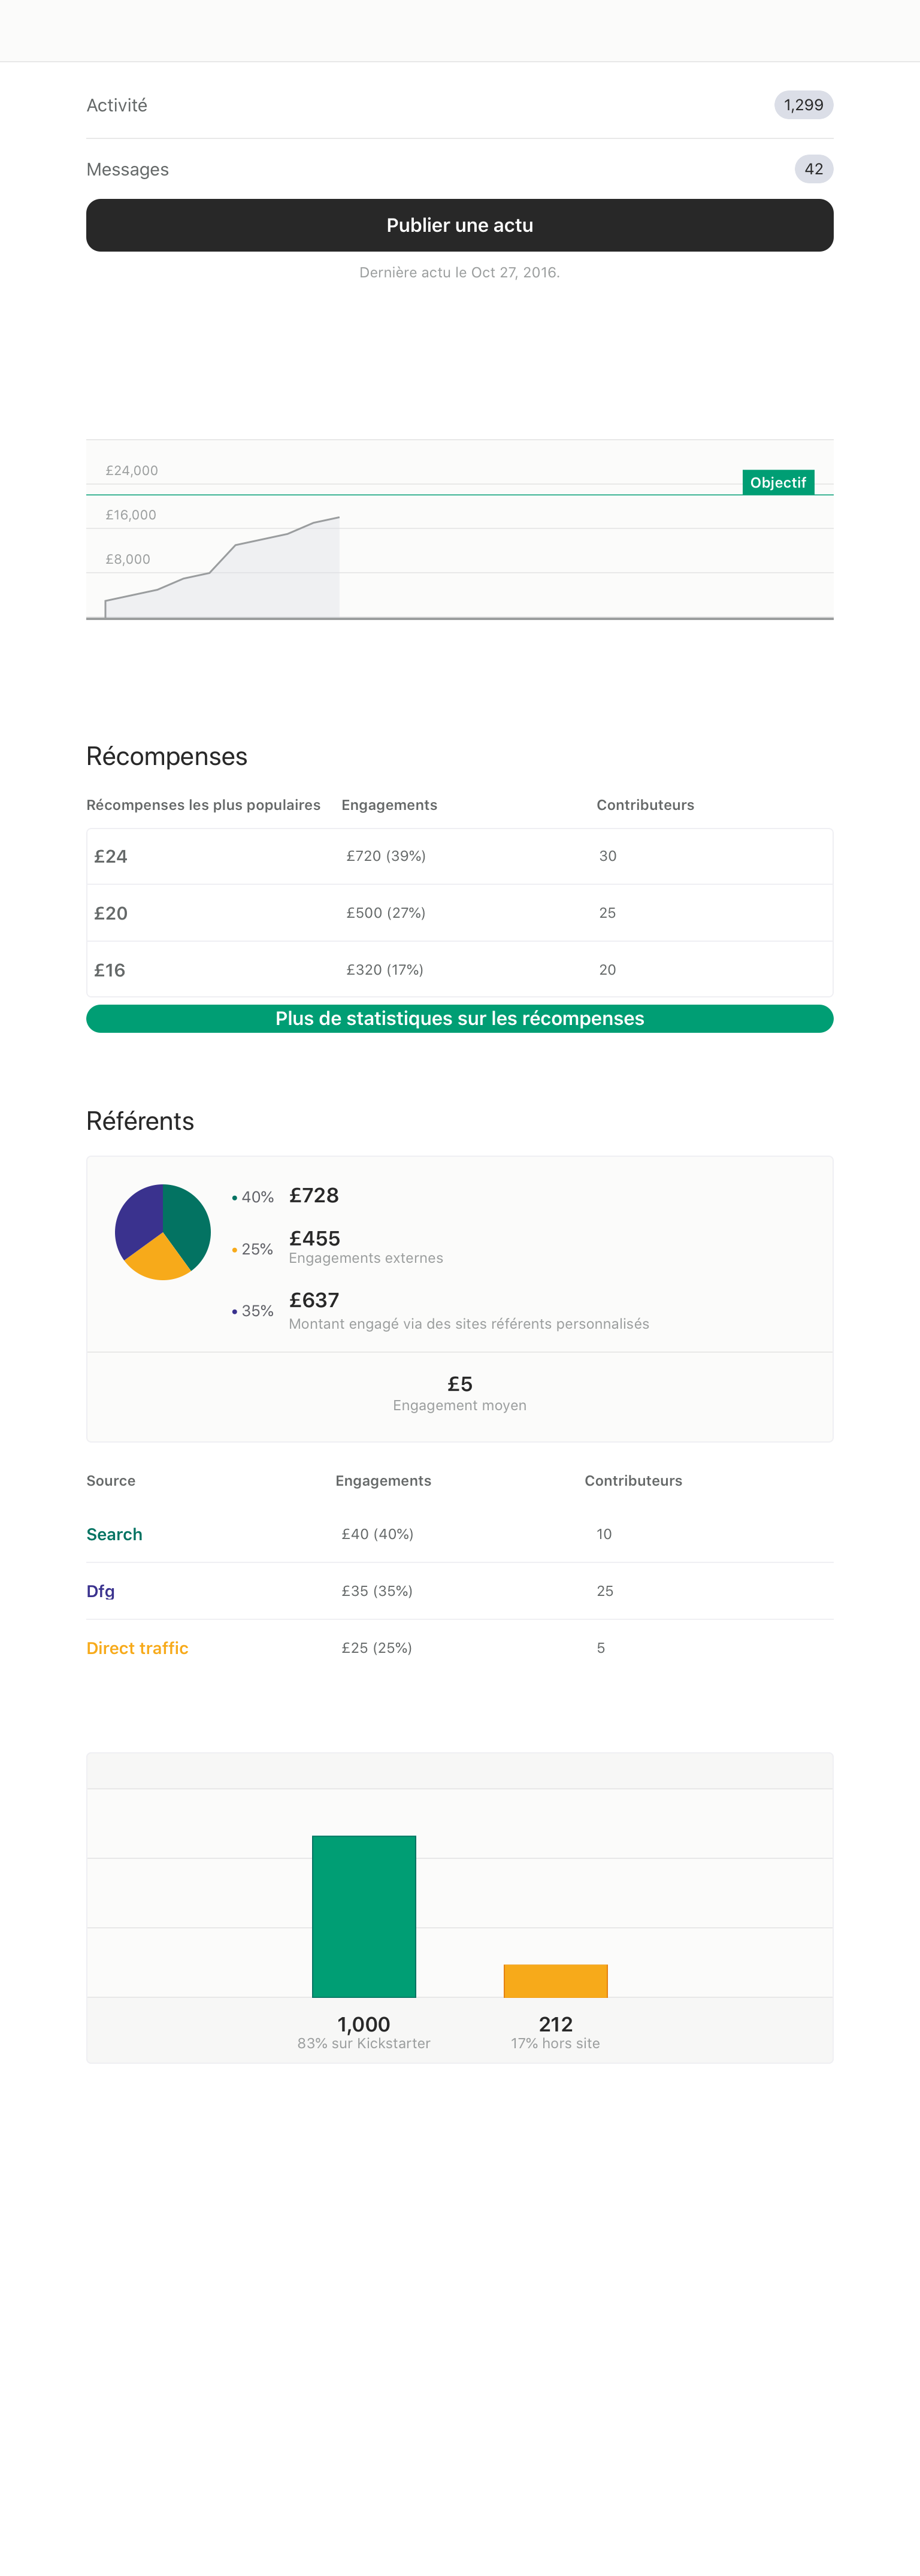 Activité
1,299
Messages
42
Publier une actu
Dernière actu le Oct 27, 2016.
£24,000
Objectif
£16,000
£8,000
Récompenses
Récompenses les plus populaires Engagements Contributeurs
£24 £720 (39%) 30
£20 £500 (27%) 25
£16 £320 (17%) 20
Plus de statistiques sur les récompenses
Référents
• 40% £728
• 25% £455
Engagements externes
• 35% £637
Montant engagé via des sites référents personnalisés
£5
Engagement moyen
Source Engagements Contributeurs
Search £40 (40%) 10
Dfg £35 (35%) 25
Direct traffic £25 (25%) 5
1,000 212
83% sur Kickstarter 17% hors site